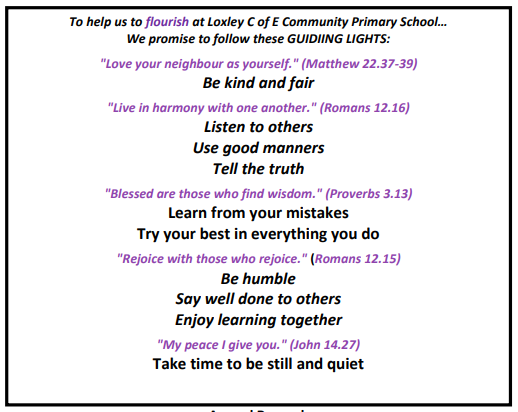 To help us to flourish at Loxley C of E Community Primary School...
We promise to follow these GUIDIING LIGHTS:
"Love your neighbour as yourself." (Matthew 22.37-39)
Be kind and fair
"Live in harmony with one another." (Romans 12.16)
Listen to others
Use good manners
Tell the truth
"Blessed are those who find wisdom." (Proverbs 3.13)
Learn from your mistakes
Try your best in everything you do
"Rejoice with those who rejoice." (Romans 12.15)
Be humble
Say well done to others
Enjoy learning together
"My peace I give you." (John 14.27)
Take time to be still and quiet